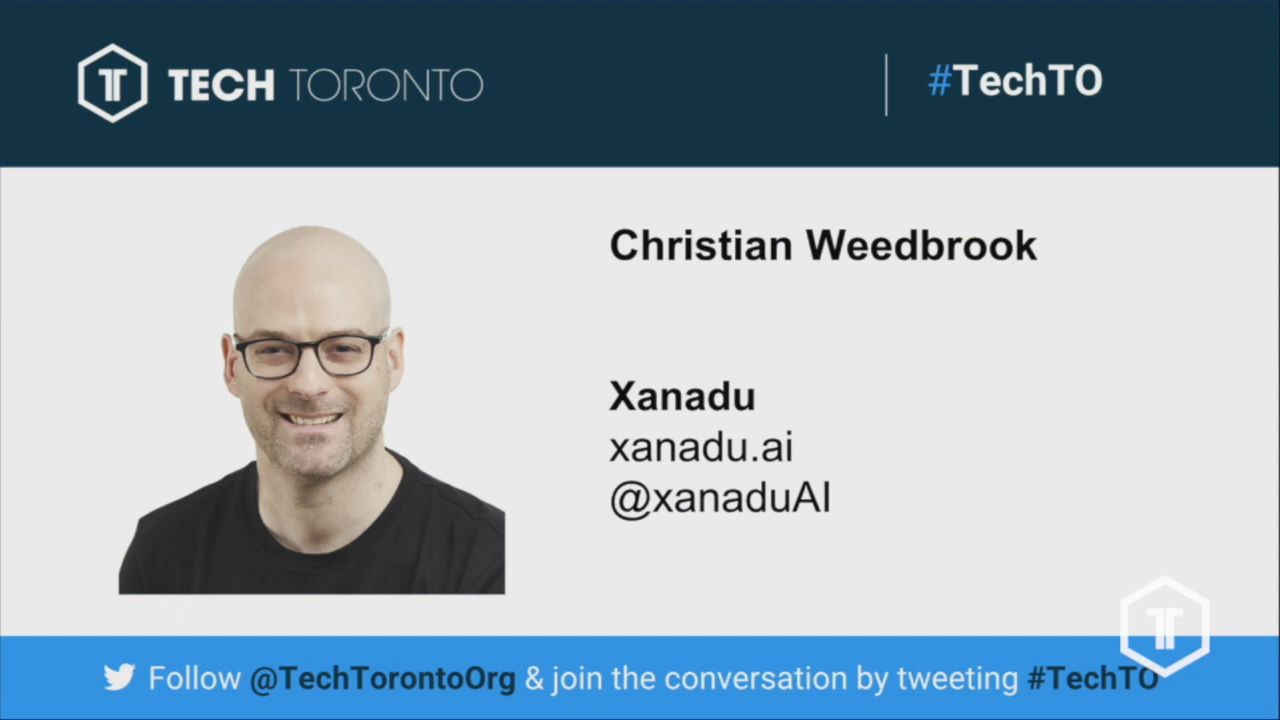 TECH TORONTO
#TechTO
Christian Weedbrook
Xanadu
xanadu.ai
@xanaduAI
Follow @TechTorontoOrg & join the conversation by tweeting #TechTO